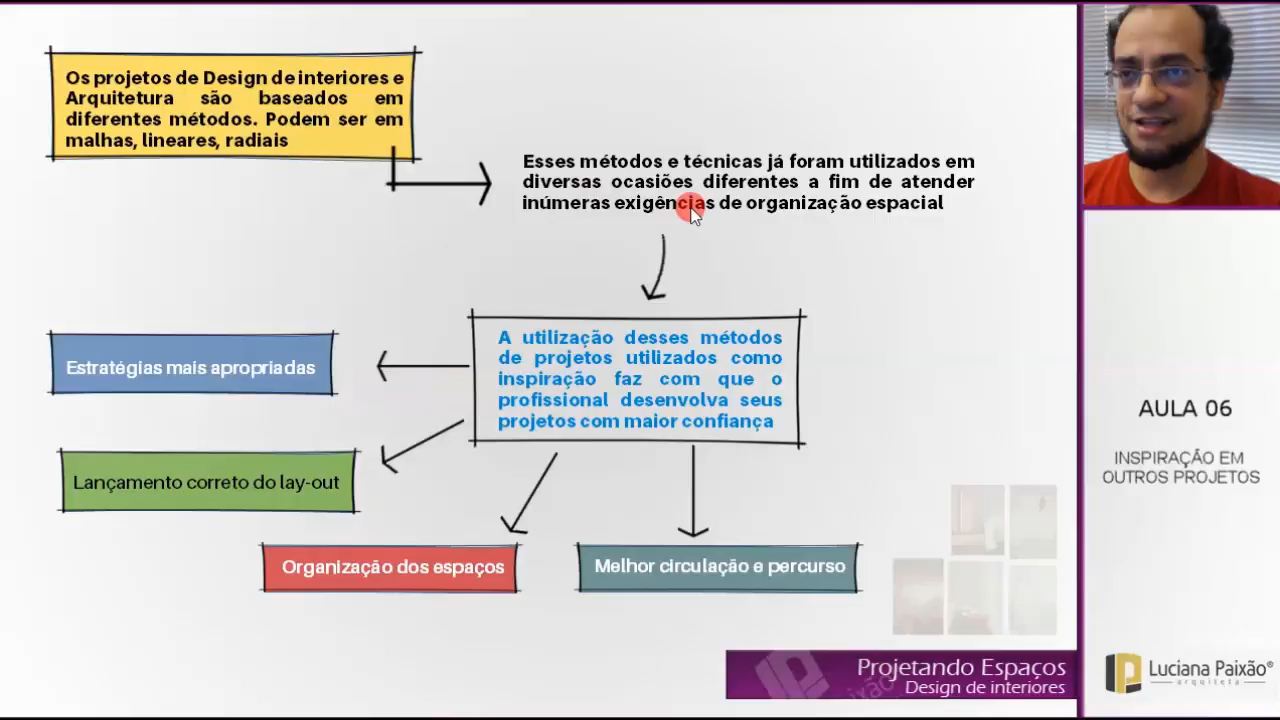 Os projetos de Design de interiores e
Arquitetura são baseados em
diferentes métodos. Podem ser em
malhas, lineares, radiais
Esses métodos e técnicas já foram utilizados em
diversas ocasiões diferentes a fim de atender
inúmeras exigências de organização espacial
A utilização desses métodos
de projetos utilizados como
inspiração faz com que o
profissional desenvolva seus
projetos com maior confiança
Estratégias mais apropriadas
Lançamento correto do lay-out
Organização dos espaços
Melhor circulação e percurso
AULA 06
INSPIRAÇÃO EM
OUTROS PROJETOS
Projetando Espaços
Design de interiores
Luciana Paixão®
arquiteta